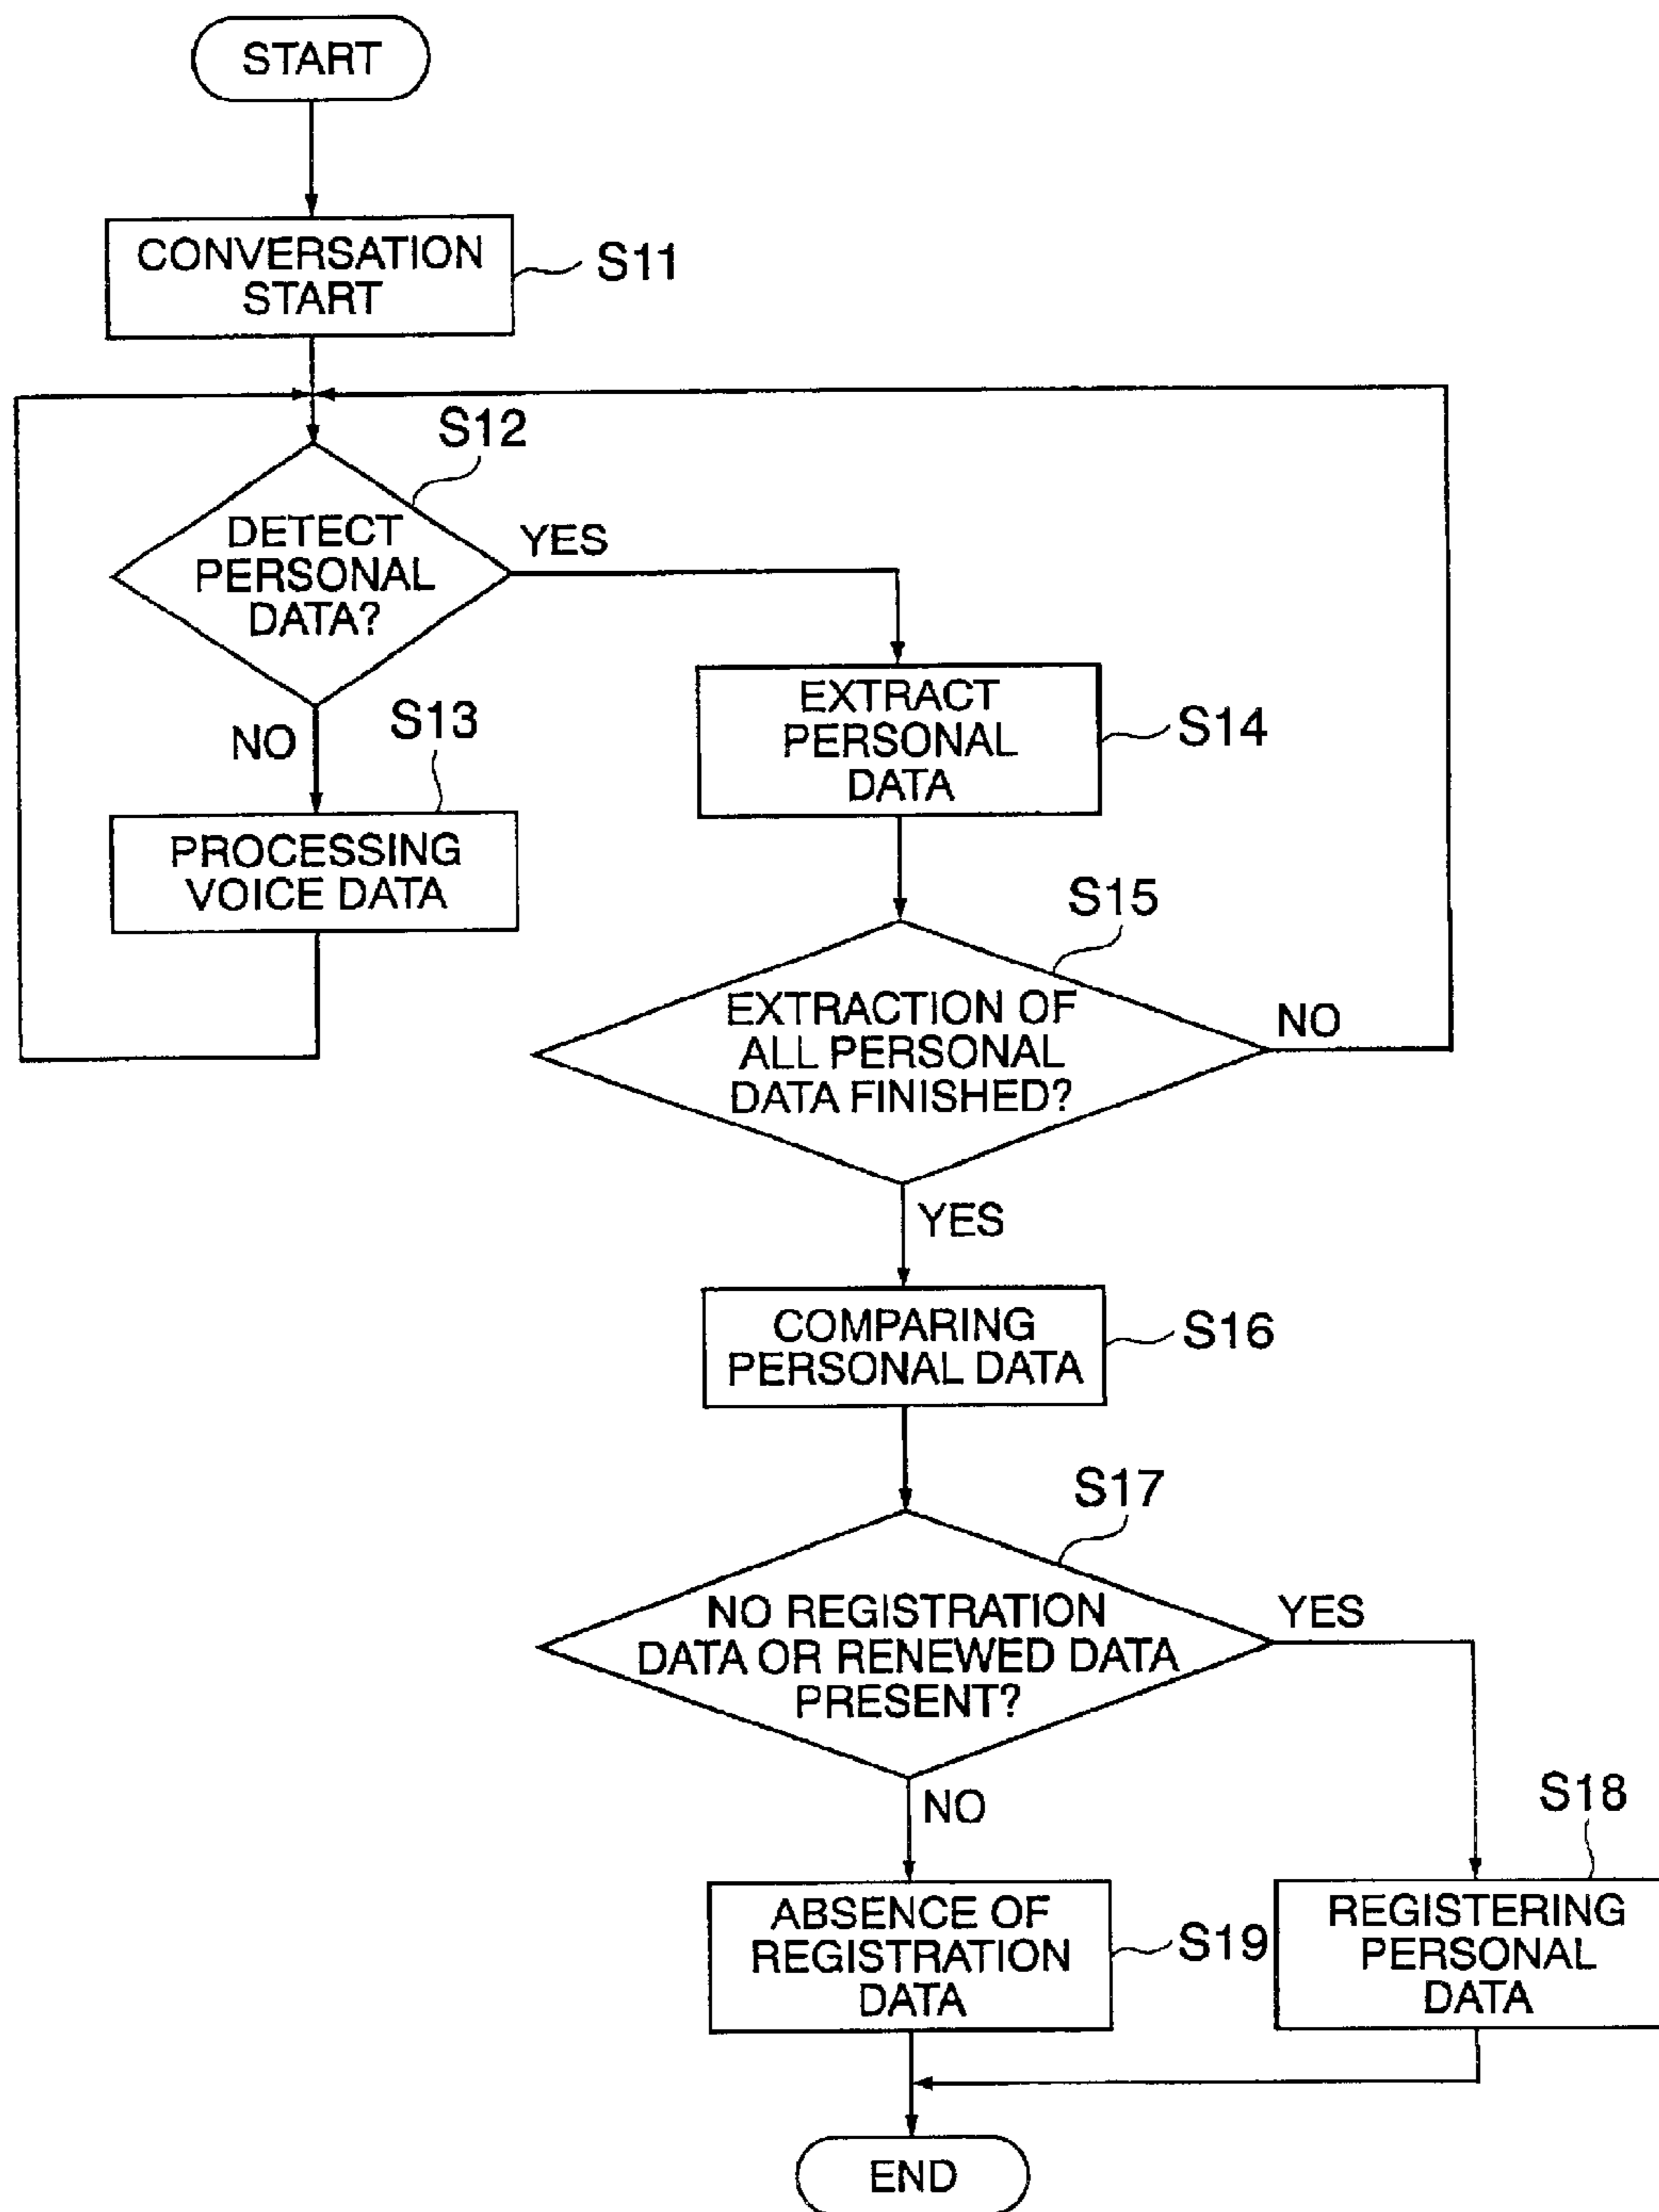 START
CONVERSATION
START
S11
S12
DETECT
PERSONAL
DATA?
YES
NO
S13
PROCESSING
VOICE DATA
EXTRACT
PERSONAL
DATA
S14
S15
EXTRACTION OF
ALL PERSONAL
DATA FINISHED?
NO
YES
COMPARING
PERSONAL DATA
S16
S17
NO REGISTRATION
DATA OR RENEWED DATA
PRESENT?
YES
NO
S18
ABSENCE OF
REGISTRATION
DATA
S19
REGISTERING
PERSONAL
DATA
END